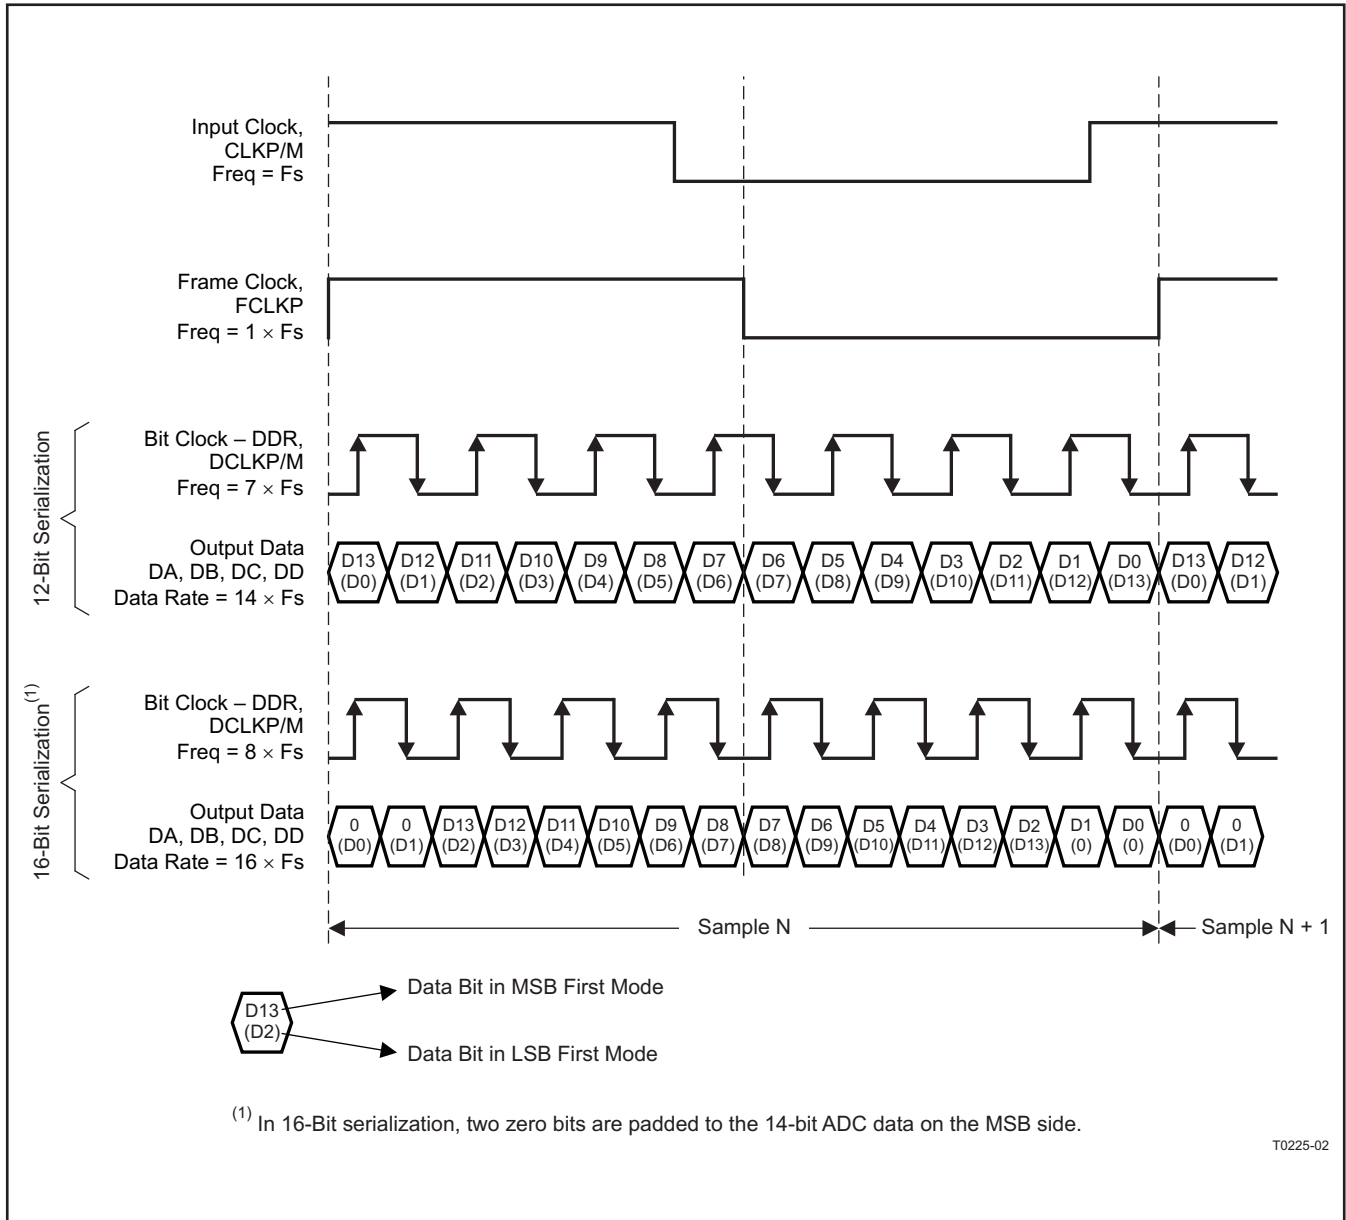 Input Clock,
CLKP/M
Freq = Fs
Frame Clock,
FCLKP
Freq = 1 × Fs
12-Bit Serialization
Bit Clock – DDR,
DCLKP/M
Freq = 7 × Fs
Output Data
DA, DB, DC, DD
Data Rate = 14 × Fs
D13 D12 D11 D10 D9 D8 D7 D6 D5 D4 D3 D2 D1 D0 D13 D12
(D0) (D1) (D2) (D3) (D4) (D5) (D6) (D7) (D8) (D9) (D10) (D11) (D12) (D13) (D0) (D1)
16-Bit Serialization(1)
Bit Clock – DDR,
DCLKP/M
Freq = 8 × Fs
Output Data
DA, DB, DC, DD
Data Rate = 16 × Fs
0 0 D13 D12 D11 D10 D9 D8 D7 D6 D5 D4 D3 D2 D1 D0 0 0
(D0) (D1) (D2) (D3) (D4) (D5) (D6) (D7) (D8) (D9) (D10) (D11) (D12) (D13) (0) (0) (D0) (D1)
Sample N
Sample N + 1
D13
(D2)
Data Bit in MSB First Mode
Data Bit in LSB First Mode
(1) In 16-Bit serialization, two zero bits are padded to the 14-bit ADC data on the MSB side.
T0225-02